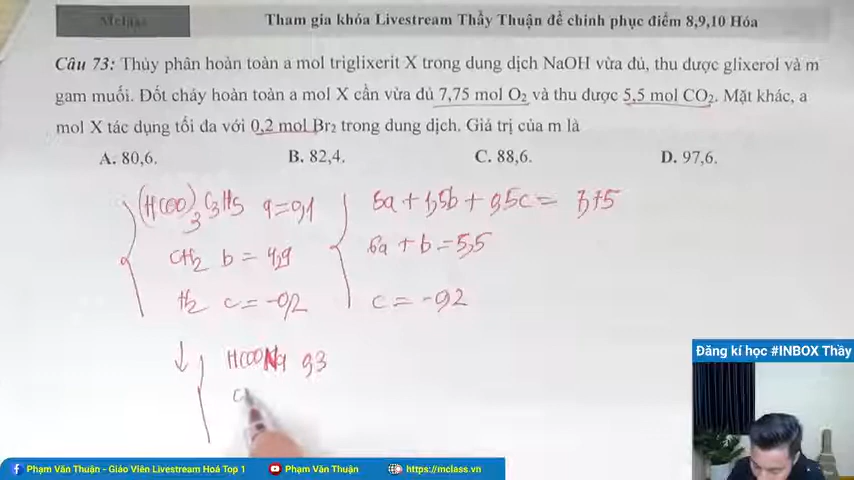 Mclass
Tham gia khóa Livestream Thầy Thuận để chinh phục điểm 8,9,10 Hóa
Câu 73: Thủy phân hoàn toàn a mol triglixerit X trong dung dịch NaOH vừa đủ, thu được glixerol và m
gam muối. Đốt cháy hoàn toàn a mol X cần vừa đủ 7,75 mol O₂ và thu được 5,5 mol CO₂. Mặt khác, a
mol X tác dụng tối đa với 0,2 mol Br₂ trong dung dịch. Giá trị của m là
A. 80,6. B. 82,4. C. 88,6. D. 97,6.
(HCOO)₃C₃H₅ a=0,1 5a + 1,5b + 0,5c = 7,75
CH₂ b = 4,9 6a + b = 5,5
H₂ c = -0,2 c = -0,2
↓ HCOONa 0,3
C
Đăng kí học #INBOX Thầy
Phạm Văn Thuận - Giáo Viên Livestream Hoá Top 1 Phạm Văn Thuận https://mclass.vn